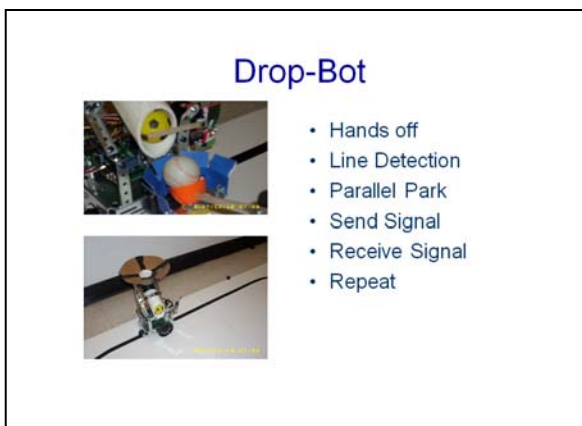 Drop-Bot
• Hands off
• Line Detection
• Parallel Park
• Send Signal
• Receive Signal
• Repeat